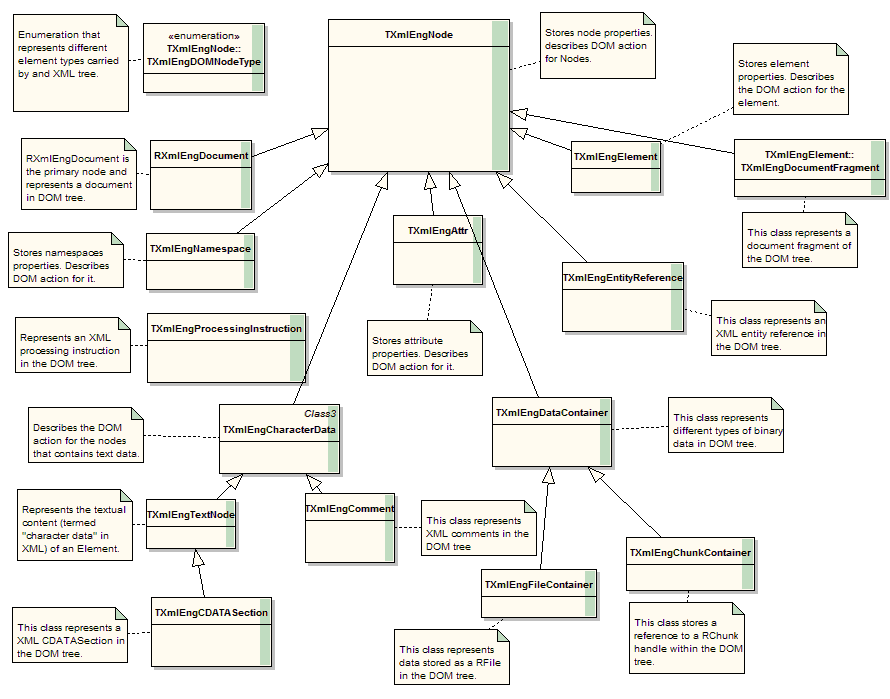 Enumeration that
represents different
element types carried
by and XML tree.
«enumeration»
TXmlEngNode::
TXmlEngDOMNodeType
TXmlEngNode
Stores node properties.
describes DOM action
for Nodes.
Stores element
properties. Describes
the DOM action for the
element.
RXmlEngDocument is
the primary node and
represents a document
in DOM tree.
RXmlEngDocument
TXmlEngElement
TXmlEngElement::
TXmlEngDocumentFragment
Stores namespaces
properties. Describes
DOM action for it.
TXmlEngNamespace
TXmlEngAttr
This class represents a
document fragment of
the DOM tree.
TXmlEngEntityReference
Represents an XML
processing instruction
in the DOM tree.
TXmlEngProcessingInstruction
Stores attribute
properties. Describes
DOM action for it.
This class represents an
XML entity reference in
the DOM tree.
Describes the DOM
action for the nodes
that contains text data.
Class3
TXmlEngCharacterData
TXmlEngDataContainer
This class represents
different types of binary
data in DOM tree.
Represents the textual
content (termed
"character data" in
XML) of an Element.
TXmlEngTextNode
TXmlEngComment
This class represents
XML comments in the
DOM tree
TXmlEngChunkContainer
TXmlEngFileContainer
This class represents a
XML CDATASection in
the DOM tree.
TXmlEngCDATASection
This class represents
data stored as a RFile
in the DOM tree.
This class stores a
reference to a RChunk
handle within the DOM
tree.